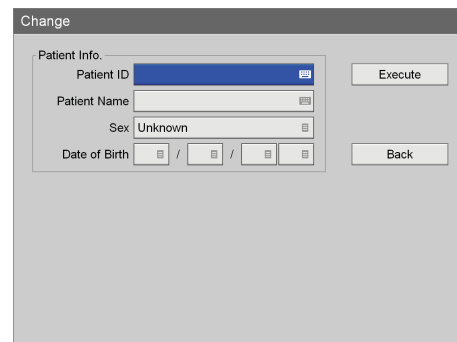 Change
Patient Info.
Patient ID
Execute
Patient Name
Sex Unknown
Date of Birth / /
Back